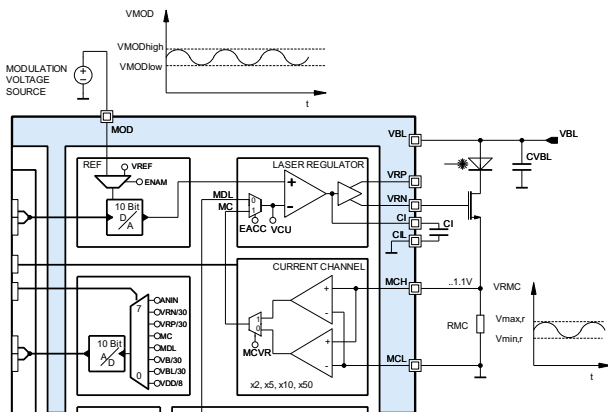 VMOD
VMODhigh
VMODlow
t
MODULATION
VOLTAGE
SOURCE
MOD
VBL
VBL
CVBL
REF
VREF
ENAM
10 Bit
D/A
LASER REGULATOR
+
-
MDL
MC
0
1
EACC
VCU
VRP
VRN
CI
CI
CIL
CURRENT CHANNEL
+
-
+
-
1
0
MCVR
x2, x5, x10, x50
MCH
..1.1V
RMC
MCL
VRMC
Vmax,r
Vmin,r
t
10 Bit
A/D
7
0
ANIN
VRN/30
VRP/30
MC
MDL
VB/30
VBL/30
VDD/8